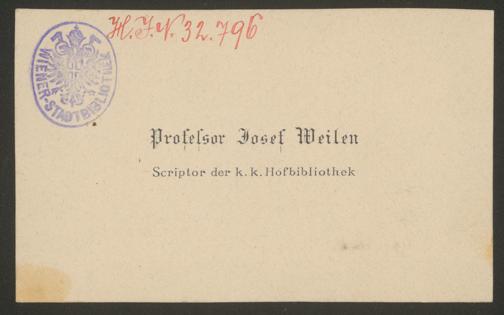 H.I.N. 32.796
WIENER-STADTBIBLIOTHEK
Profeſsor Josef Weilen
Scriptor der k. k. Hofbibliothek